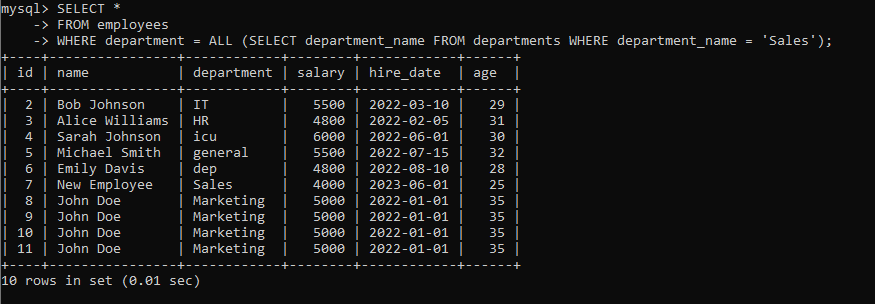 mysql> SELECT *
    -> FROM employees
    -> WHERE department = ALL (SELECT department_name FROM departments WHERE department_name = 'Sales');
+----+----------------+------------+--------+------------+------+
| id | name           | department | salary | hire_date  | age  |
+----+----------------+------------+--------+------------+------+
|  2 | Bob Johnson    | IT         |   5500 | 2022-03-10 |   29 |
|  3 | Alice Williams | HR         |   4800 | 2022-02-05 |   31 |
|  4 | Sarah Johnson  | icu        |   6000 | 2022-06-01 |   30 |
|  5 | Michael Smith  | general    |   5500 | 2022-07-15 |   32 |
|  6 | Emily Davis    | dep        |   4800 | 2022-08-10 |   28 |
|  7 | New Employee   | Sales      |   4000 | 2023-06-01 |   25 |
|  8 | John Doe       | Marketing  |   5000 | 2022-01-01 |   35 |
|  9 | John Doe       | Marketing  |   5000 | 2022-01-01 |   35 |
| 10 | John Doe       | Marketing  |   5000 | 2022-01-01 |   35 |
| 11 | John Doe       | Marketing  |   5000 | 2022-01-01 |   35 |
+----+----------------+------------+--------+------------+------+
10 rows in set (0.01 sec)